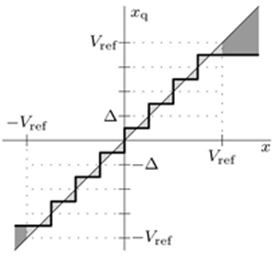 x_q
V_ref
Δ
−V_ref
x
V_ref
−Δ
−V_ref